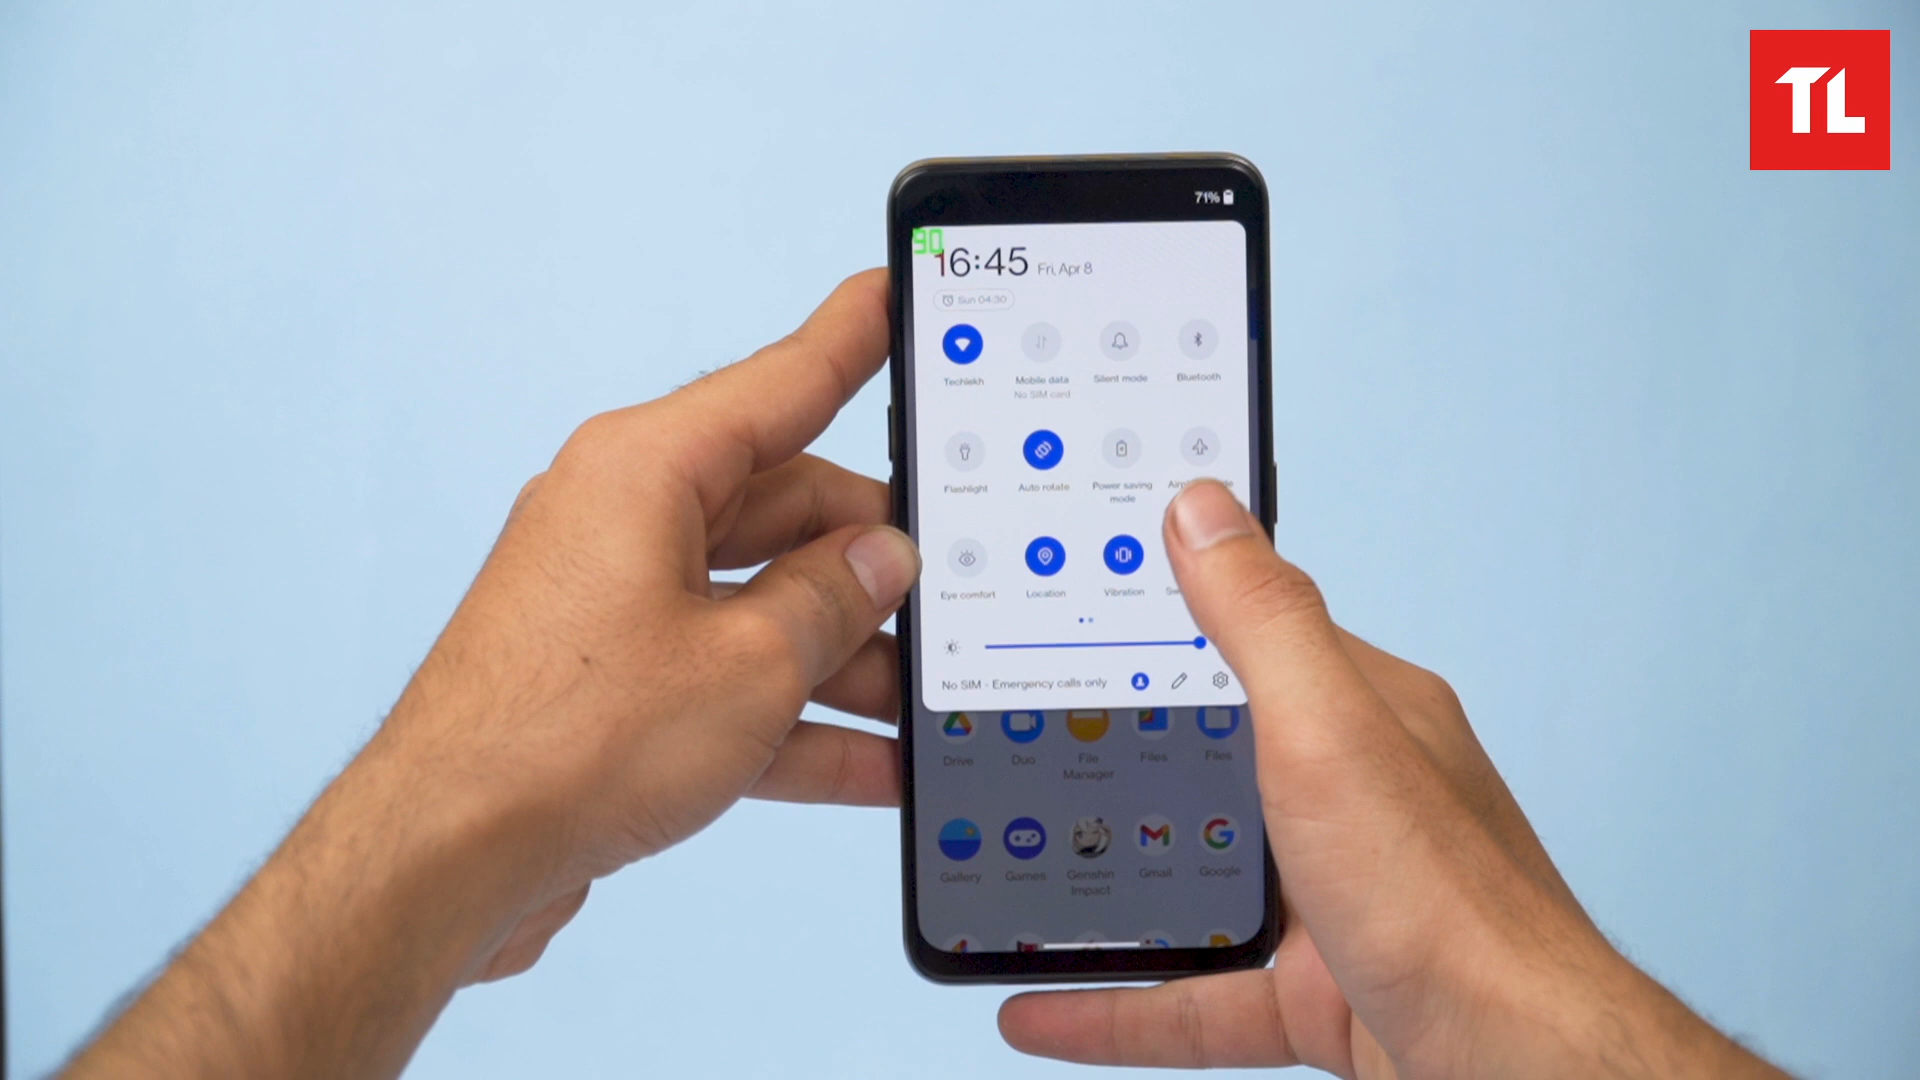 TL
71%
90
16:45 Fri, Apr 8
Sun 04:30
Techlekh
Mobile data
No SIM card
Silent mode
Bluetooth
Flashlight
Auto rotate
Power saving
mode
Eye comfort
Location
Vibration
No SIM - Emergency calls only
Drive
Duo
File
Manager
Files
Files
Gallery
Games
Genshin
Impact
Gmail
Google